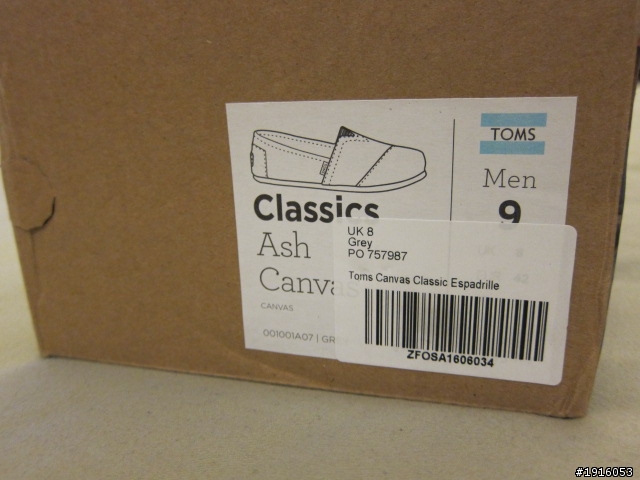 TOMS
Men
9
Classics
Ash
Canvas
CANVAS
001001A07 | GR
UK 8
Grey
PO 757987
Toms Canvas Classic Espadrille
ZFOSA1606034
#1916053